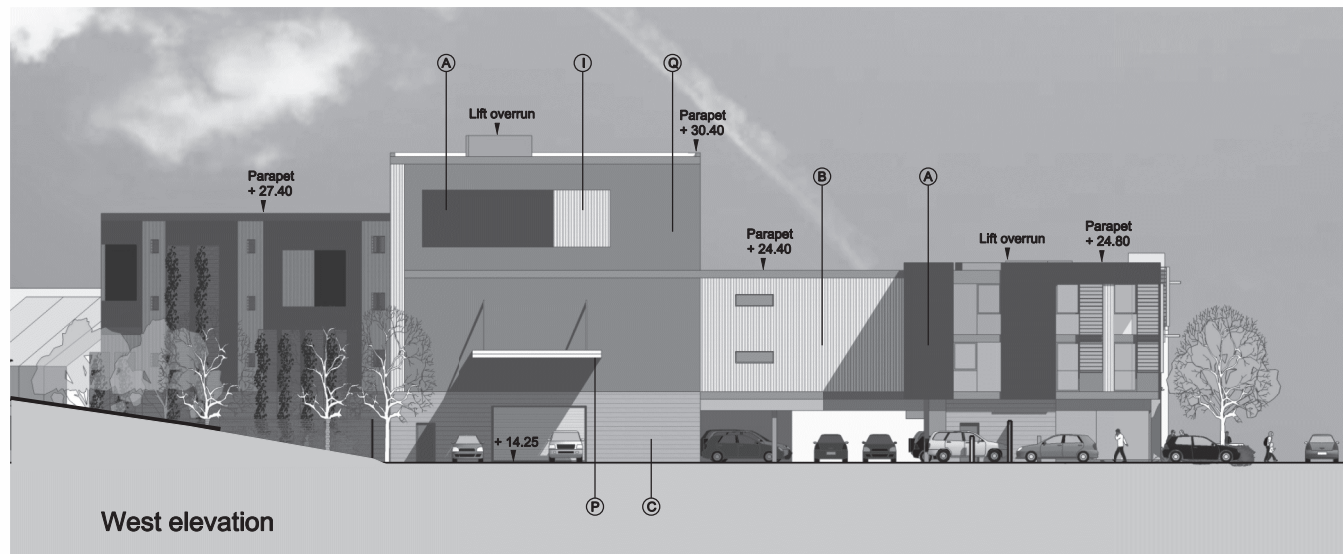 A
I
Q
Lift overrun
Parapet
+ 30.40
Parapet
+ 27.40
B
A
Parapet
+ 24.40
Lift overrun
Parapet
+ 24.80
+ 14.25
P
C
West elevation